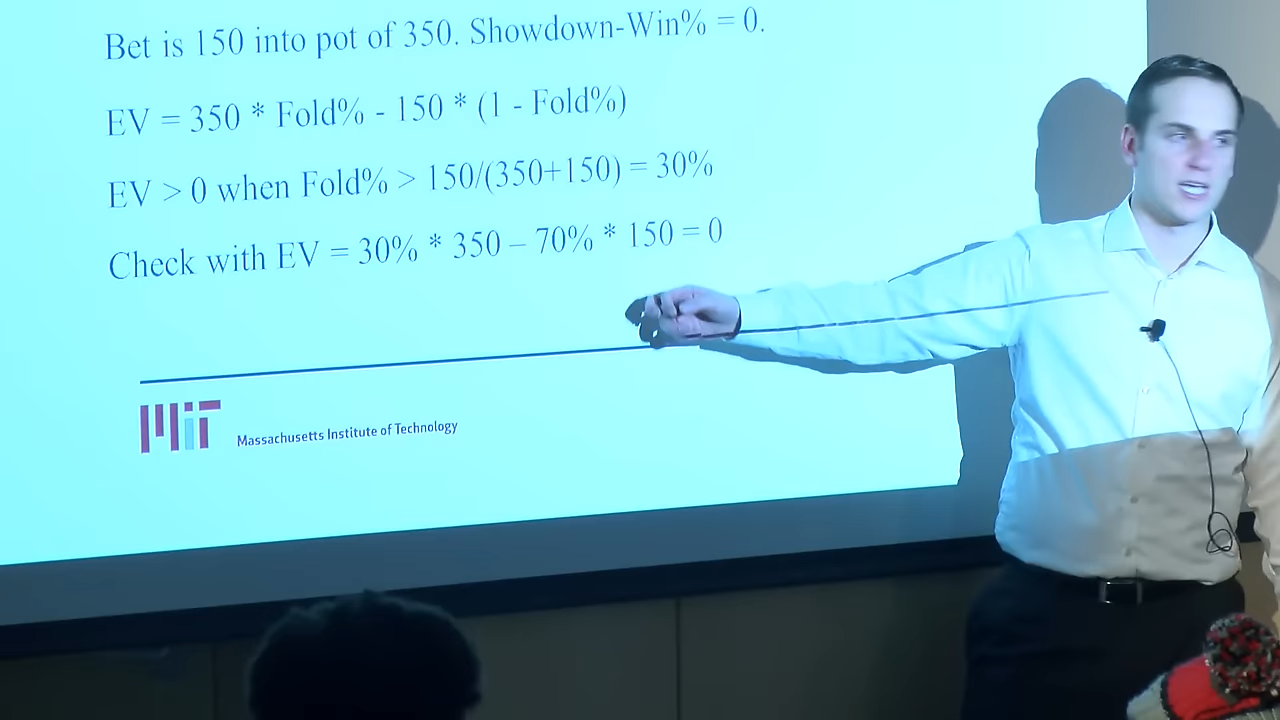 Bet is 150 into pot of 350. Showdown-Win% = 0.
EV = 350 * Fold% - 150 * (1 - Fold%)
EV > 0 when Fold% > 150/(350+150) = 30%
Check with EV = 30% * 350 – 70% * 150 = 0
MIT
Massachusetts Institute of Technology